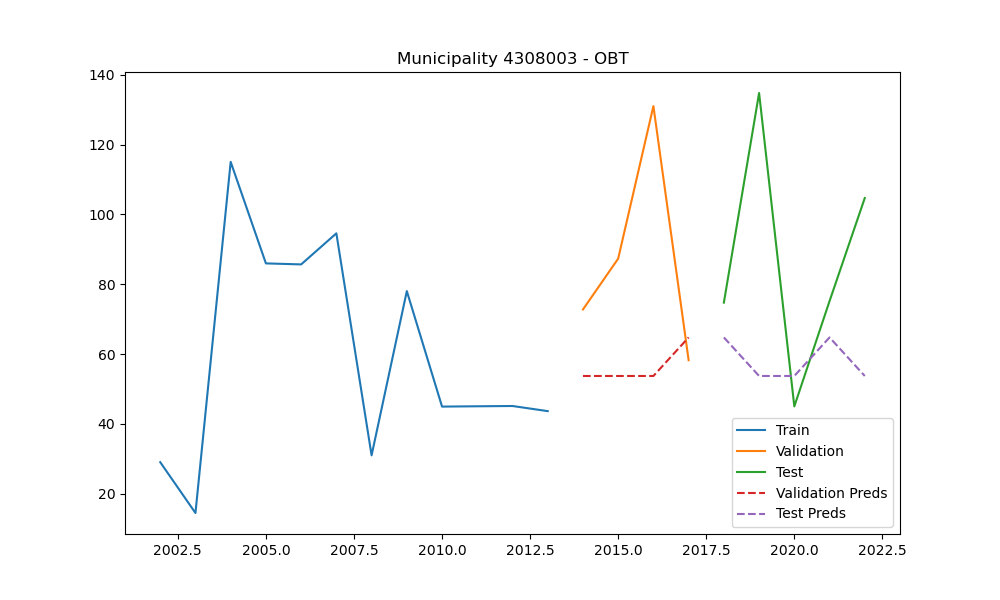 Municipality 4308003 - OBT
140
120
100
80
60
40
20
2002.5 2005.0 2007.5 2010.0 2012.5 2015.0 2017.5 2020.0 2022.5
Train
Validation
Test
Validation Preds
Test Preds